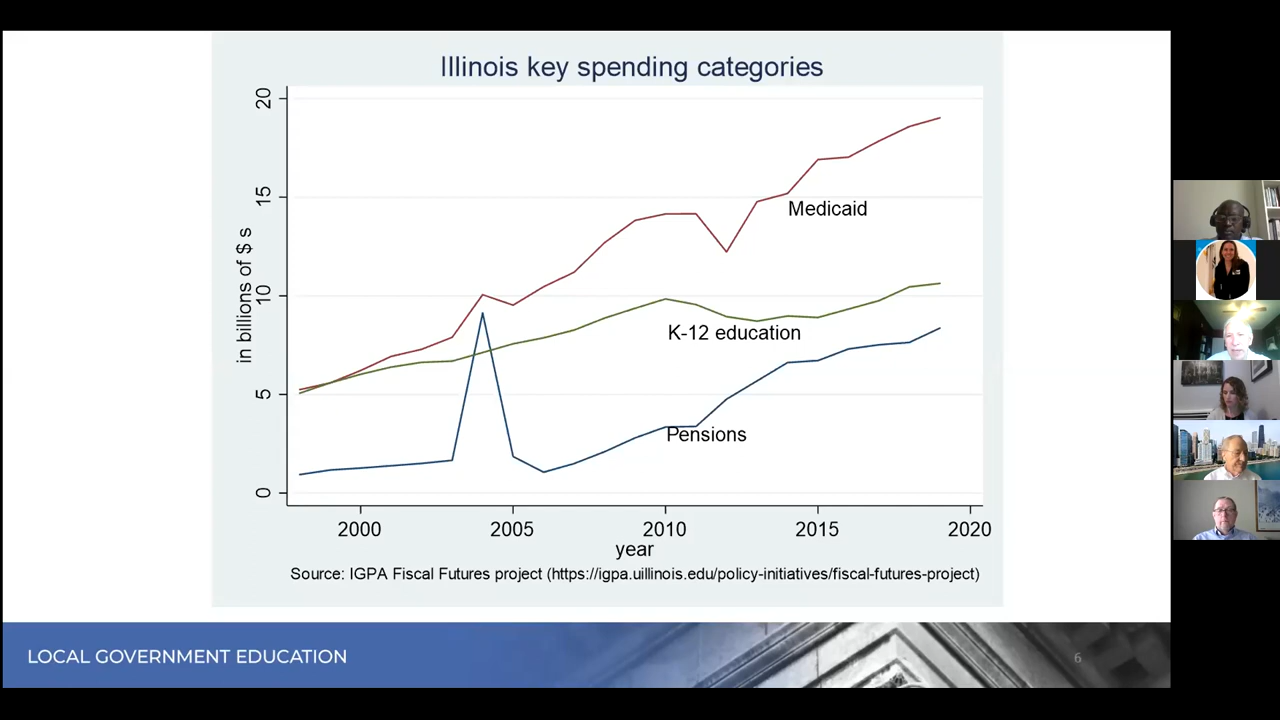 Illinois key spending categories
in billions of $ s
20
15
10
5
0
Medicaid
K-12 education
Pensions
2000 2005 2010 2015 2020
year
Source: IGPA Fiscal Futures project (https://igpa.uillinois.edu/policy-initiatives/fiscal-futures-project)
LOCAL GOVERNMENT EDUCATION
6